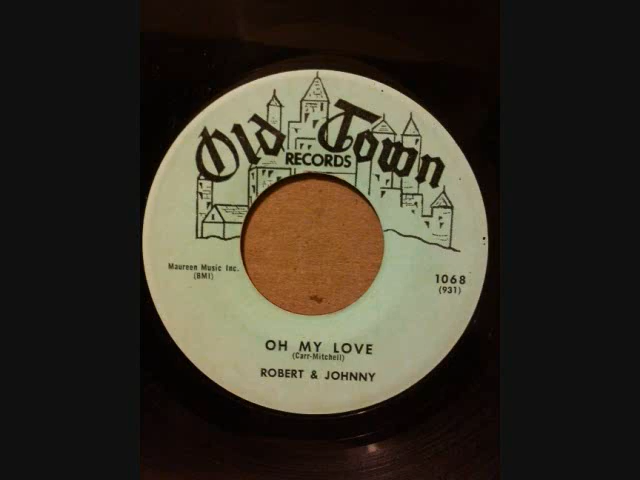 Old Town
RECORDS
Maureen Music Inc.
(BMI)
1068
(931)
OH MY LOVE
(Carr-Mitchell)
ROBERT & JOHNNY